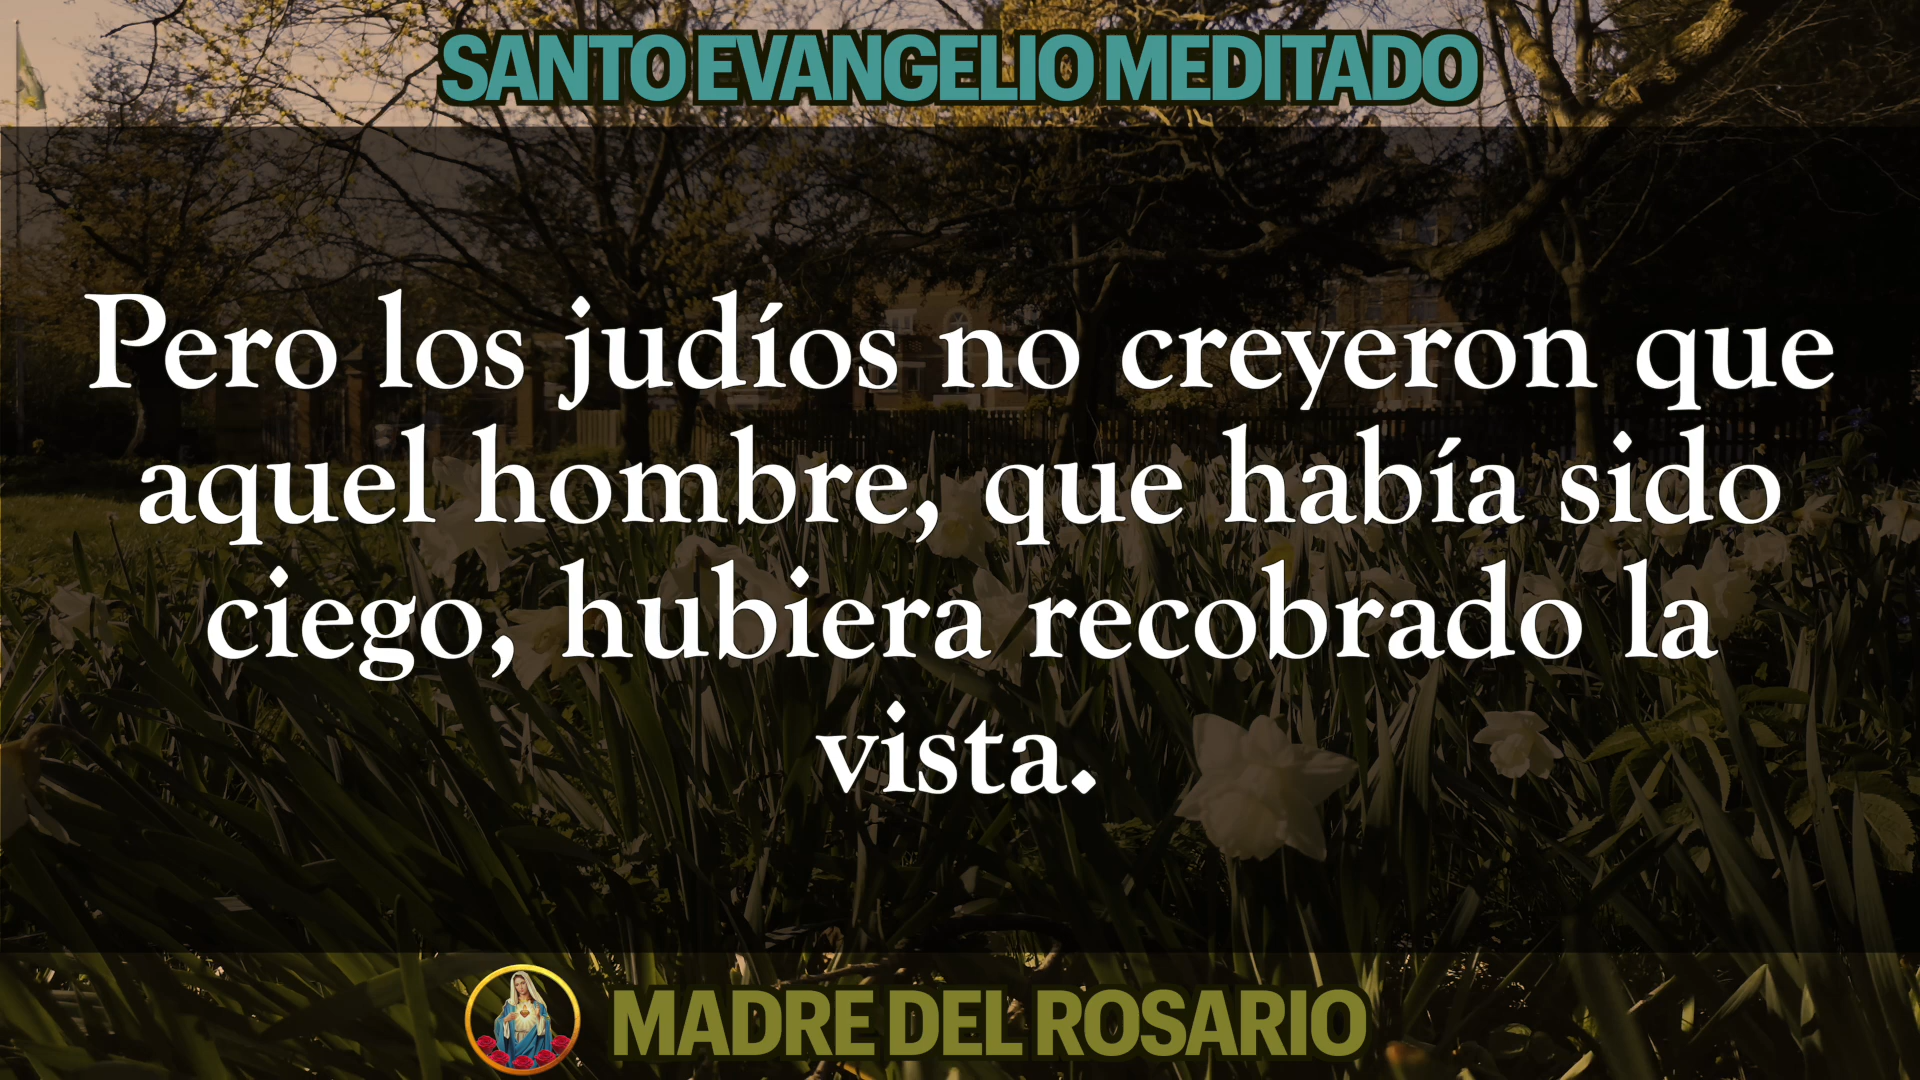 SANTO EVANGELIO MEDITADO
Pero los judíos no creyeron que
aquel hombre, que había sido
ciego, hubiera recobrado la
vista.
MADRE DEL ROSARIO